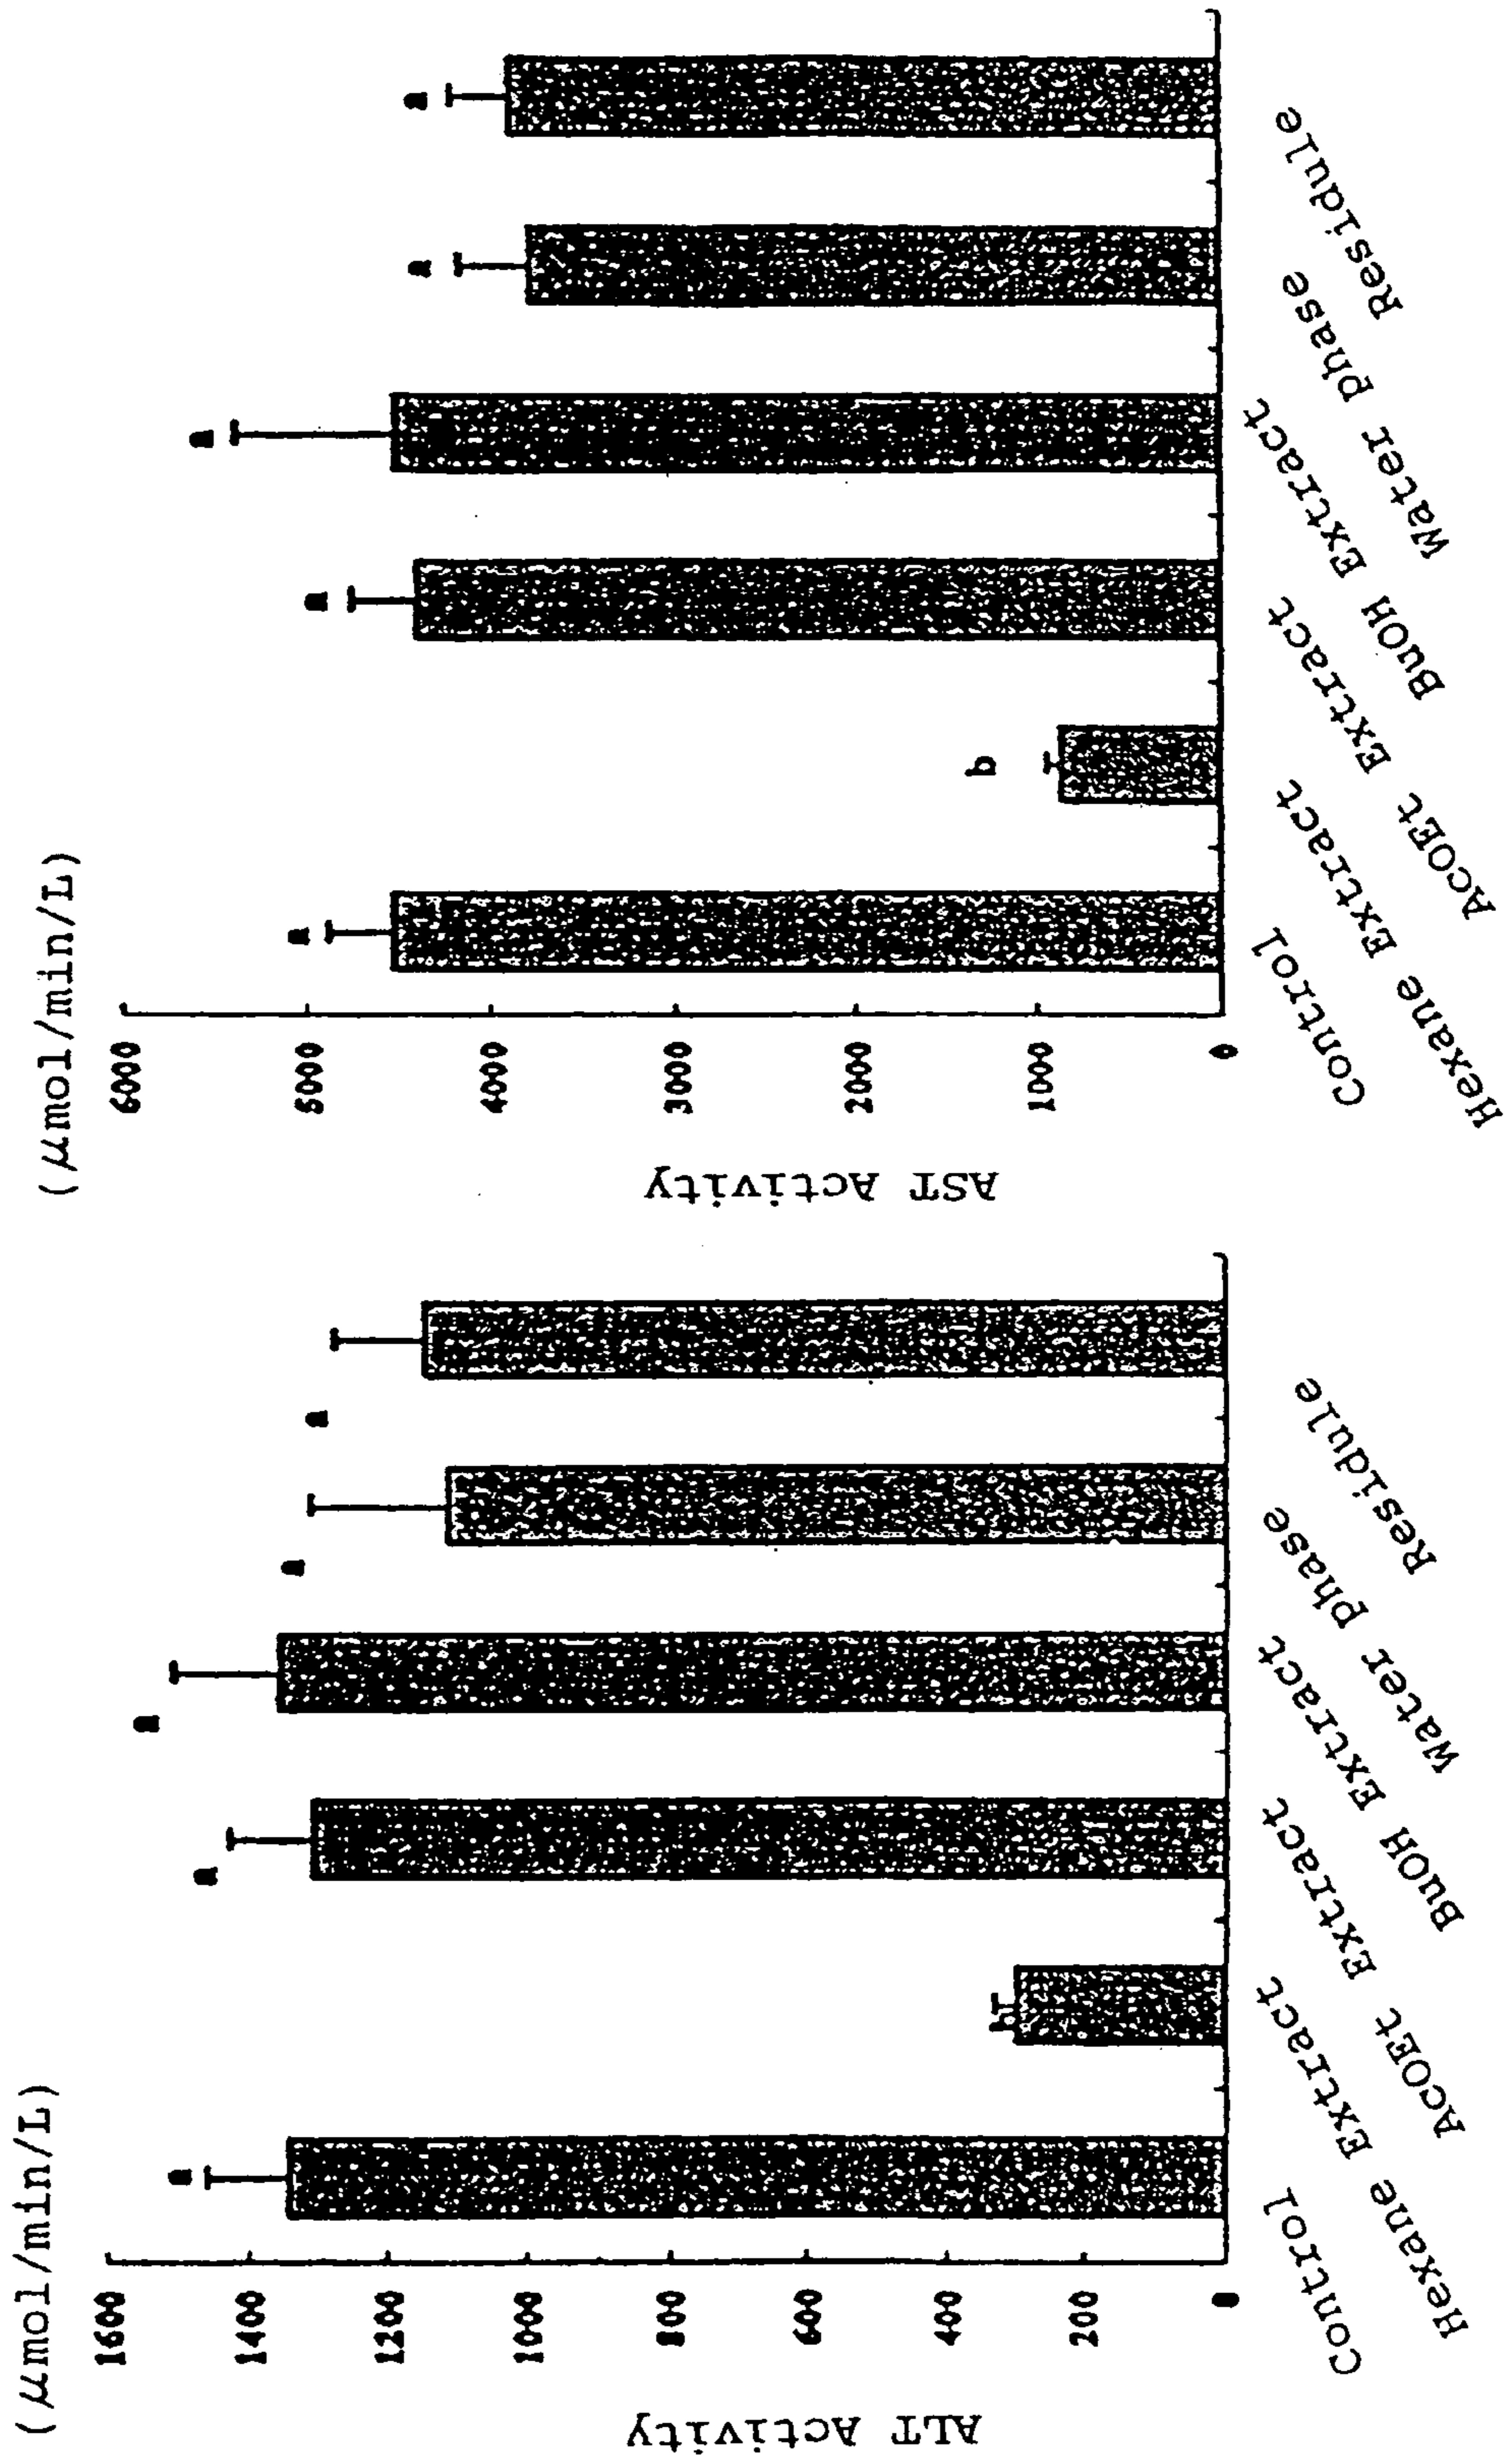 (μmol/min/L)
ALT Activity
1600
1400
1200
1000
800
600
400
200
0
a
b
a
a
a
a
Control
Hexane Extract
AcOEt Extract
BuOH Extract
Water phase
Residule
(μmol/min/L)
AST Activity
6000
5000
4000
3000
2000
1000
0
a
b
a
a
a
a
Control
Hexane Extract
AcOEt Extract
BuOH Extract
Water phase
Residule